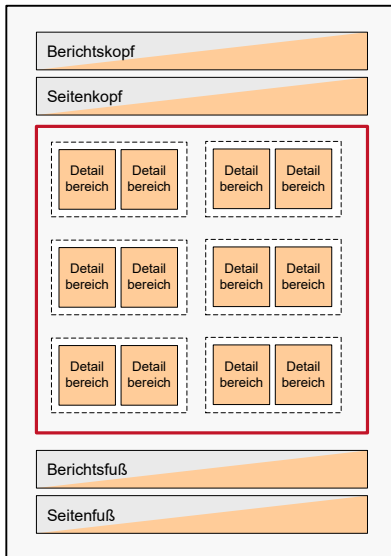 Berichtskopf
Seitenkopf
Detail Detail Detail Detail
bereich bereich bereich bereich
Detail Detail Detail Detail
bereich bereich bereich bereich
Detail Detail Detail Detail
bereich bereich bereich bereich
Berichtsfuß
Seitenfuß